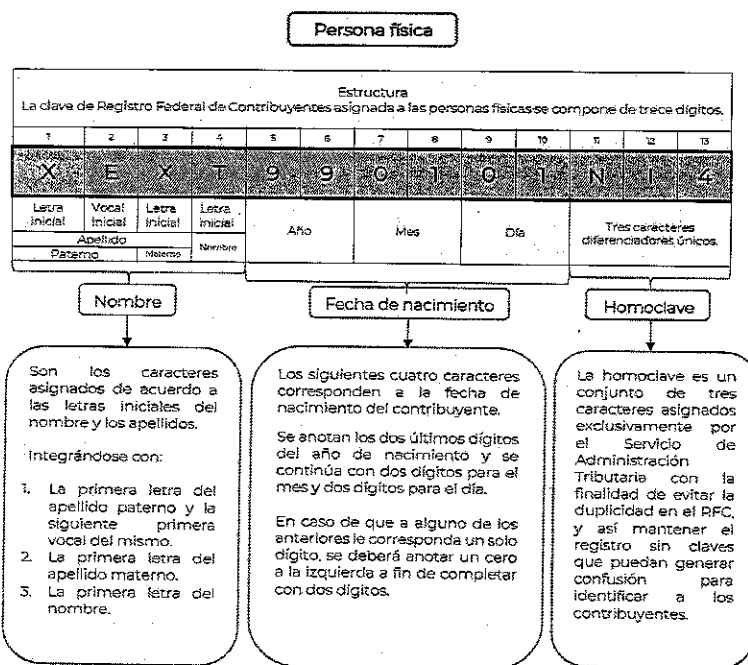 Persona física
Estructura
La clave de Registro Federal de Contribuyentes asignada a las personas físicas se compone de trece dígitos.
1 2 3 4 5 6 7 8 9 10 11 12 13
X E X T 9 9 0 1 0 1 N I 4
Letra inicial
Vocal inicial
Letra inicial
Letra inicial
Apellido
Paterno
Materno
Nombre
Año
Mes
Día
Tres caracteres
diferenciadores únicos.
Nombre
Son los caracteres
asignados de acuerdo a
las letras iniciales del
nombre y los apellidos.
Integrándose con:
1. La primera letra del
apellido paterno y la
siguiente primera
vocal del mismo.
2. La primera letra del
apellido materno.
3. La primera letra del
nombre.
Fecha de nacimiento
Los siguientes cuatro caracteres
corresponden a la fecha de
nacimiento del contribuyente.
Se anotan los dos últimos dígitos
del año de nacimiento y se
continúa con dos dígitos para el
mes y dos dígitos para el día.
En caso de que a alguno de los
anteriores le corresponda un solo
dígito, se deberá anotar un cero
a la izquierda a fin de completar
con dos dígitos.
Homoclave
La homoclave es un
conjunto de tres
caracteres asignados
exclusivamente por
el Servicio de
Administración
Tributaria con la
finalidad de evitar la
duplicidad en el RFC,
y así mantener el
registro sin claves
que puedan generar
confusión para
identificar a los
contribuyentes.